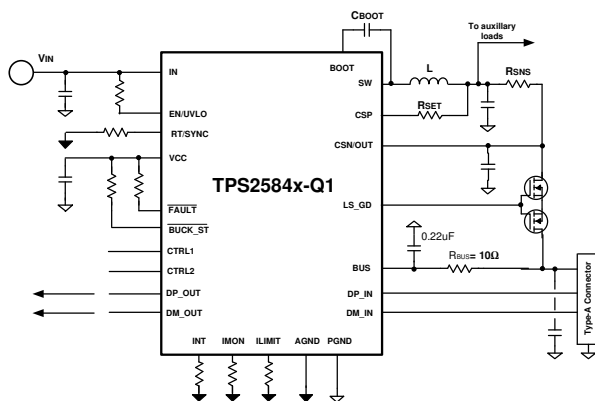 CBOOT
VIN
To auxillary
loads
BOOT
IN
SW
L
RSNS
EN/UVLO
CSP
RSET
RT/SYNC
CSN/OUT
VCC
TPS2584x-Q1
FAULT
LS_GD
BUCK_ST
0.22uF
CTRL1
CTRL2
BUS
RBUS= 10Ω
DP_OUT
DP_IN
DM_OUT
DM_IN
Type-A Connector
INT
IMON
ILIMIT
AGND
PGND